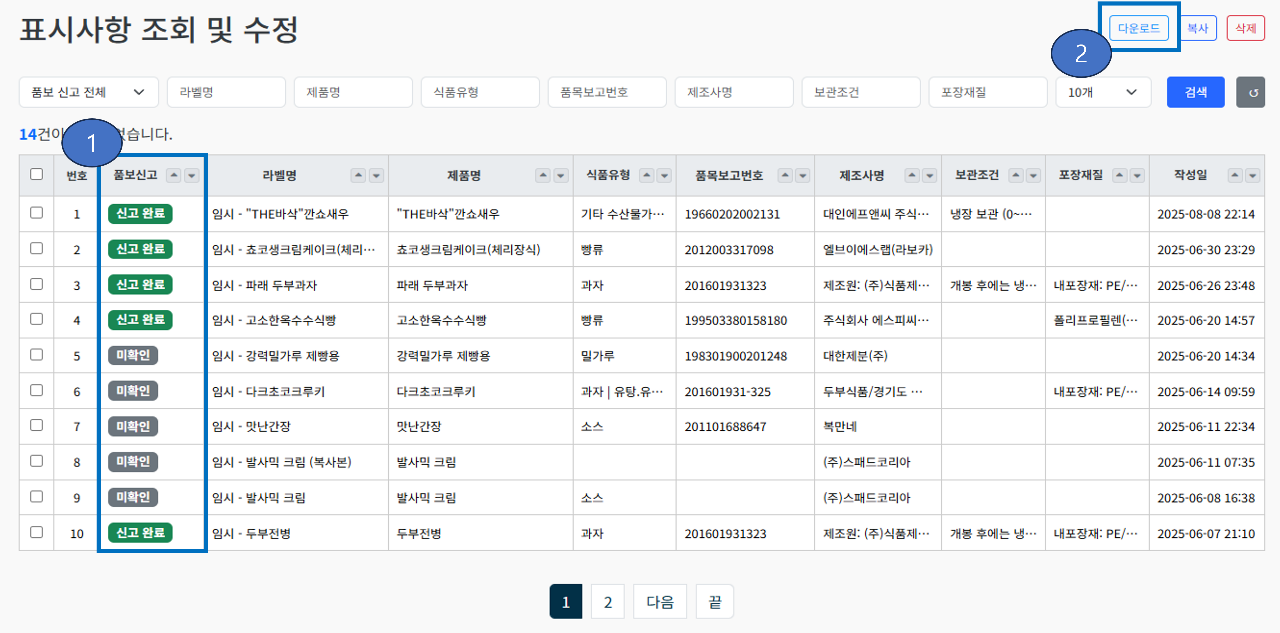 표시사항 조회 및 수정
다운로드 복사 삭제
2
품보 신고 전체 라벨명 제품명 식품유형 품목보고번호 제조사명 보관조건 포장재질 10개 검색
14건이 었습니다.
1
번호 품보신고 라벨명 제품명 식품유형 품목보고번호 제조사명 보관조건 포장재질 작성일
1 신고 완료 임시 - "THE바삭"깐쇼새우 "THE바삭"깐쇼새우 기타 수산물가… 19660202002131 대인에프앤씨 주식… 냉장 보관 (0~… 2025-08-08 22:14
2 신고 완료 임시 - 쵸코생크림케이크(체리… 쵸코생크림케이크(체리장식) 빵류 2012003317098 엘브이에스랩(라보카) 2025-06-30 23:29
3 신고 완료 임시 - 파래 두부과자 파래 두부과자 과자 201601931323 제조원: (주)식품제… 개봉 후에는 냉… 내포장재: PE/… 2025-06-26 23:48
4 신고 완료 임시 - 고소한옥수수식빵 고소한옥수수식빵 빵류 199503380158180 주식회사 에스피씨… 폴리프로필렌(… 2025-06-20 14:57
5 미확인 임시 - 강력밀가루 제빵용 강력밀가루 제빵용 밀가루 198301900201248 대한제분(주) 2025-06-20 14:34
6 미확인 임시 - 다크초코크루키 다크초코크루키 과자 | 유탕.유… 201601931-325 두부식품/경기도 … 내포장재: PE/… 2025-06-14 09:59
7 미확인 임시 - 맛난간장 맛난간장 소스 201101688647 복만네 2025-06-11 22:34
8 미확인 임시 - 발사믹 크림 (복사본) 발사믹 크림 (주)스패드코리아 2025-06-11 07:35
9 미확인 임시 - 발사믹 크림 발사믹 크림 소스 (주)스패드코리아 2025-06-08 16:38
10 신고 완료 임시 - 두부전병 두부전병 과자 201601931323 제조원: (주)식품제… 개봉 후에는 냉… 내포장재: PE/… 2025-06-07 21:10
1 2 다음 끝